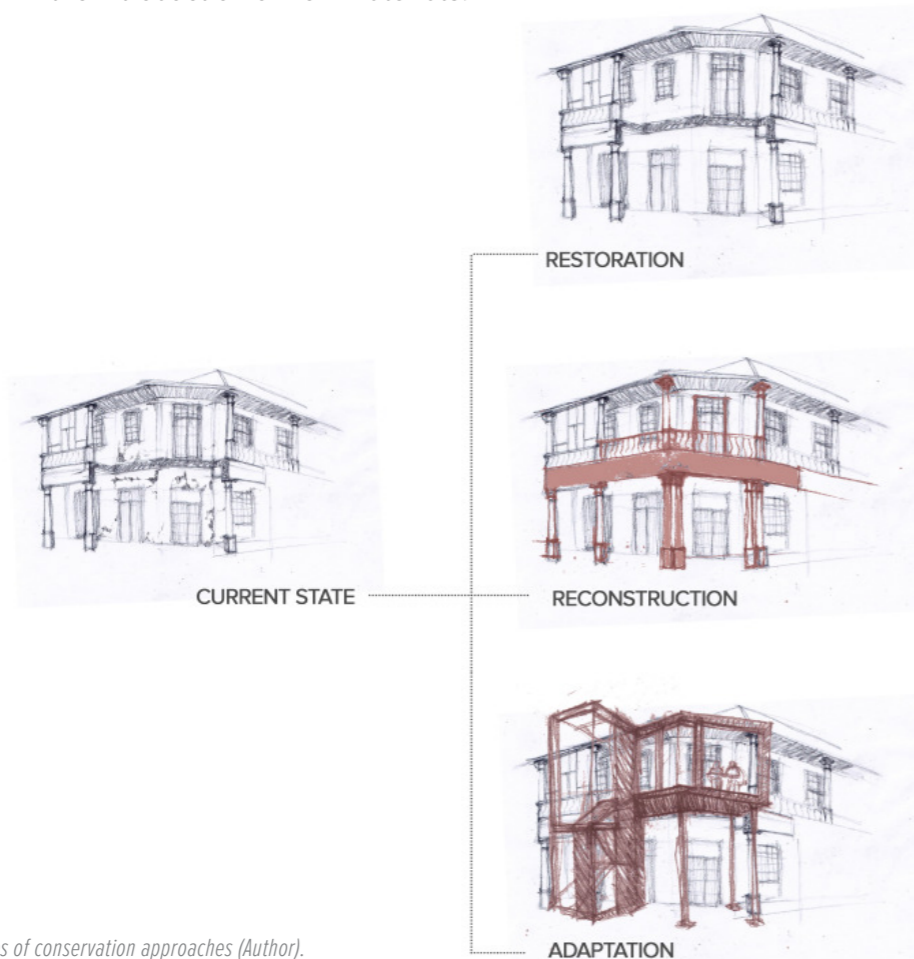 RESTORATION
CURRENT STATE
RECONSTRUCTION
ADAPTATION
s of conservation approaches (Author).